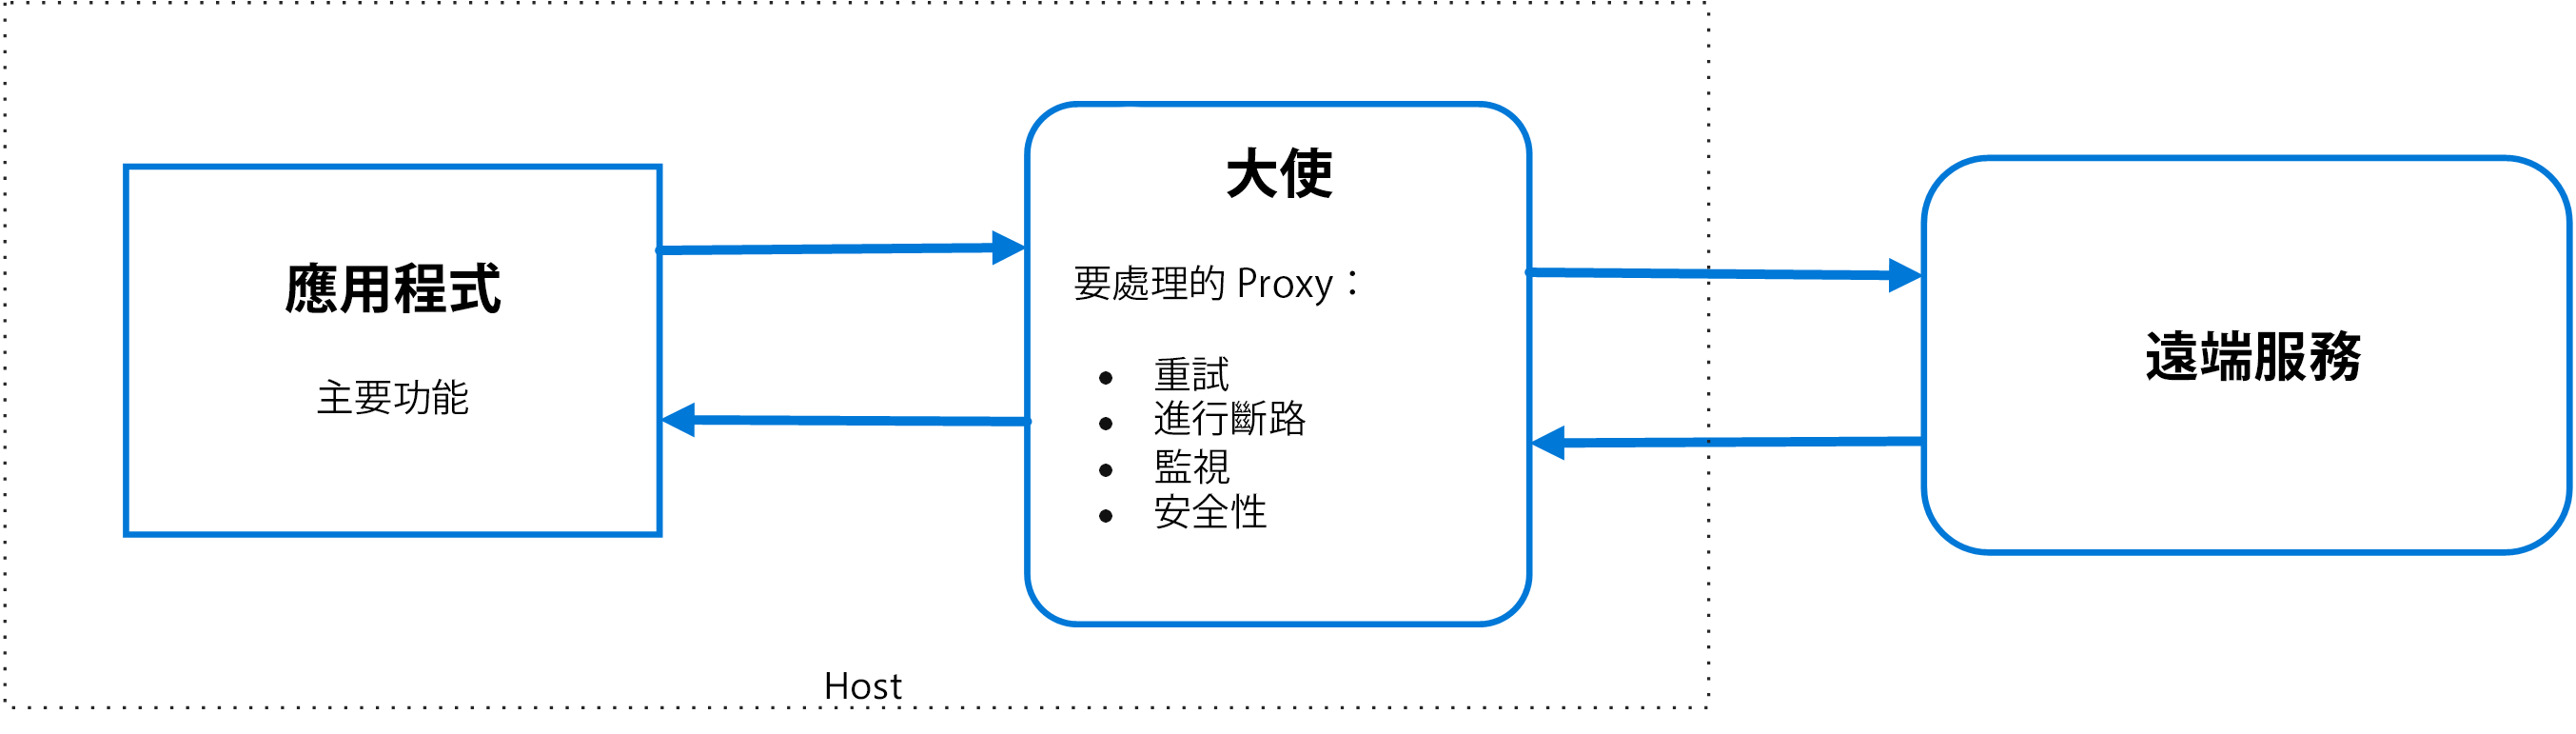 應用程式
主要功能
大使
要處理的 Proxy：
• 重試
• 進行斷路
• 監視
• 安全性
遠端服務
Host